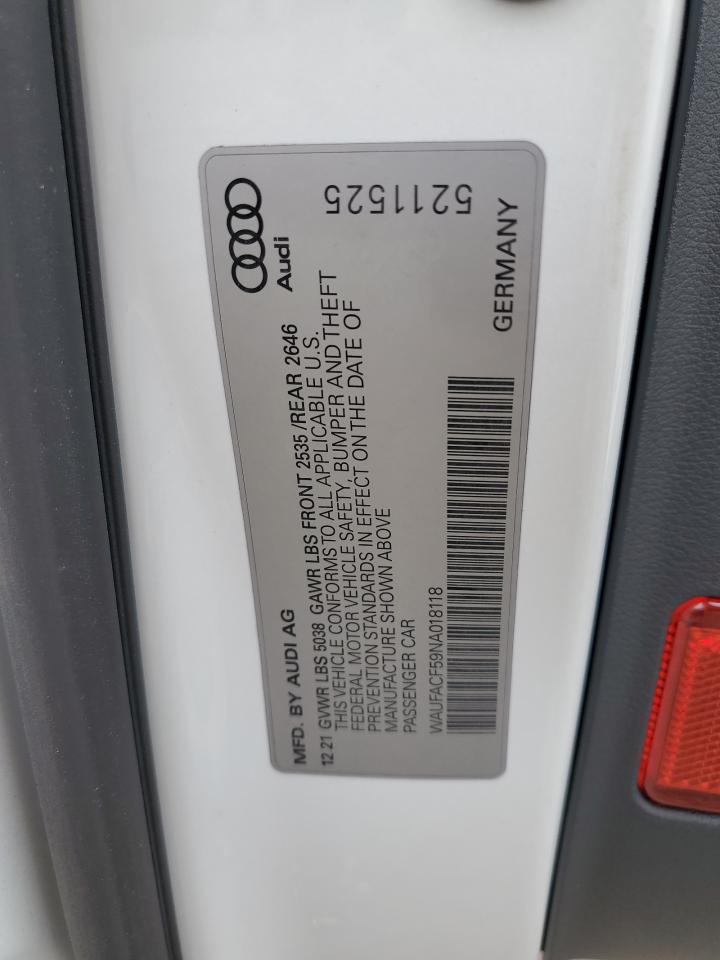 MFD. BY AUDI AG
Audi
12.21 GVWR LBS 5038 GAWR LBS FRONT 2535 /REAR 2646
THIS VEHICLE CONFORMS TO ALL APPLICABLE U.S.
FEDERAL MOTOR VEHICLE SAFETY, BUMPER AND THEFT
PREVENTION STANDARDS IN EFFECT ON THE DATE OF
MANUFACTURE SHOWN ABOVE
PASSENGER CAR
WAUFACF59NA018118
5211525
GERMANY